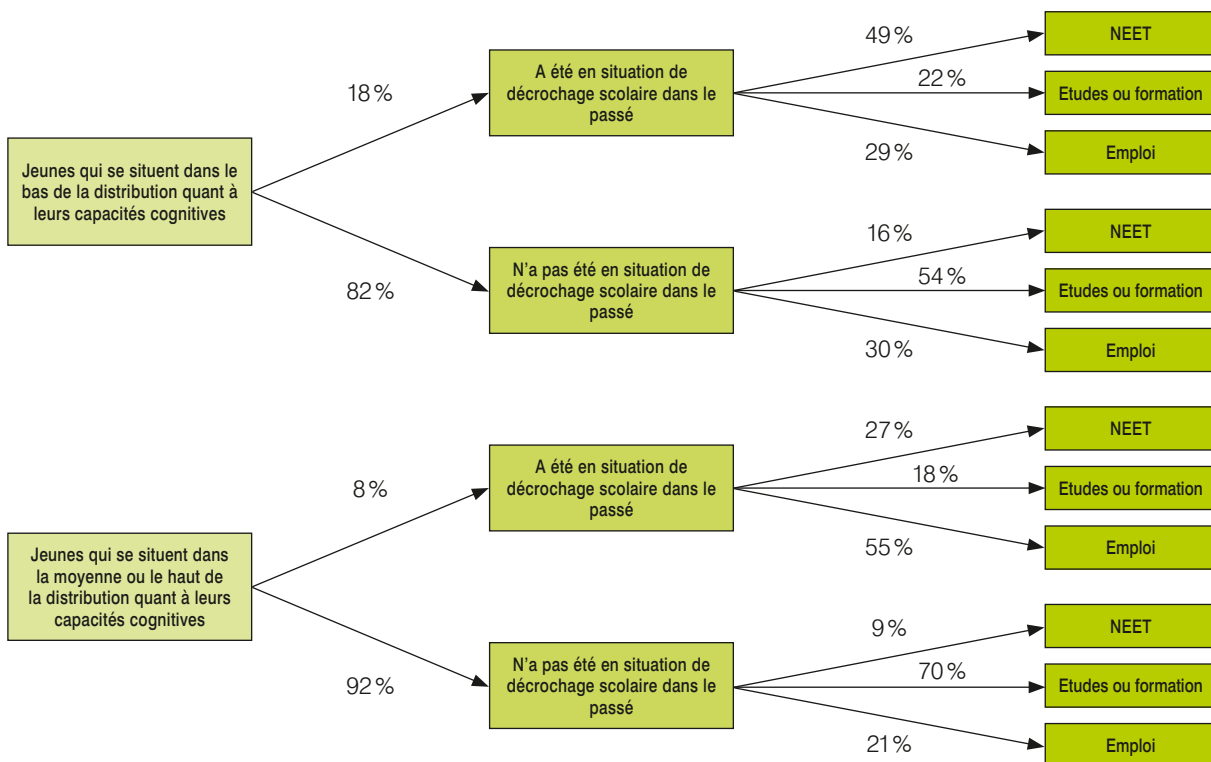 49 %
NEET
A été en situation de
décrochage scolaire dans le
passé
22 %
Etudes ou formation
18 %
29 %
Emploi
Jeunes qui se situent dans le
bas de la distribution quant à
leurs capacités cognitives
16 %
NEET
N'a pas été en situation de
décrochage scolaire dans le
passé
54 %
Etudes ou formation
82 %
30 %
Emploi
27 %
NEET
A été en situation de
décrochage scolaire dans le
passé
18 %
Etudes ou formation
8 %
55 %
Emploi
Jeunes qui se situent dans
la moyenne ou le haut de
la distribution quant à leurs
capacités cognitives
9 %
NEET
N'a pas été en situation de
décrochage scolaire dans le
passé
70 %
Etudes ou formation
92 %
21 %
Emploi